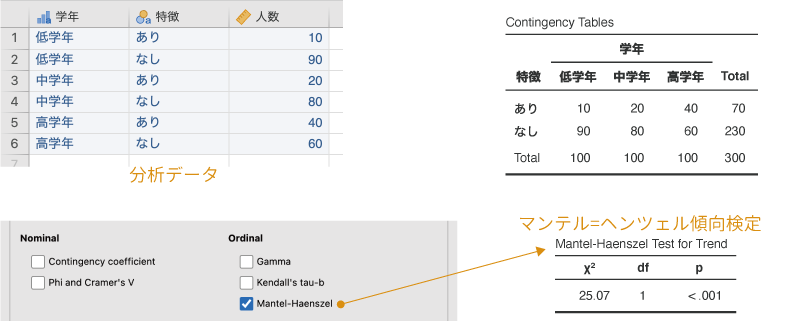 学年 特徴 人数
1 低学年 あり 10
2 低学年 なし 90
3 中学年 あり 20
4 中学年 なし 80
5 高学年 あり 40
6 高学年 なし 60
7
分析データ
Contingency Tables
学年
特徴 低学年 中学年 高学年 Total
あり 10 20 40 70
なし 90 80 60 230
Total 100 100 100 300
Nominal
Contingency coefficient
Phi and Cramer's V
Ordinal
Gamma
Kendall's tau-b
Mantel-Haenszel
マンテル=ヘンツェル傾向検定
Mantel-Haenszel Test for Trend
χ² df p
25.07 1 < .001